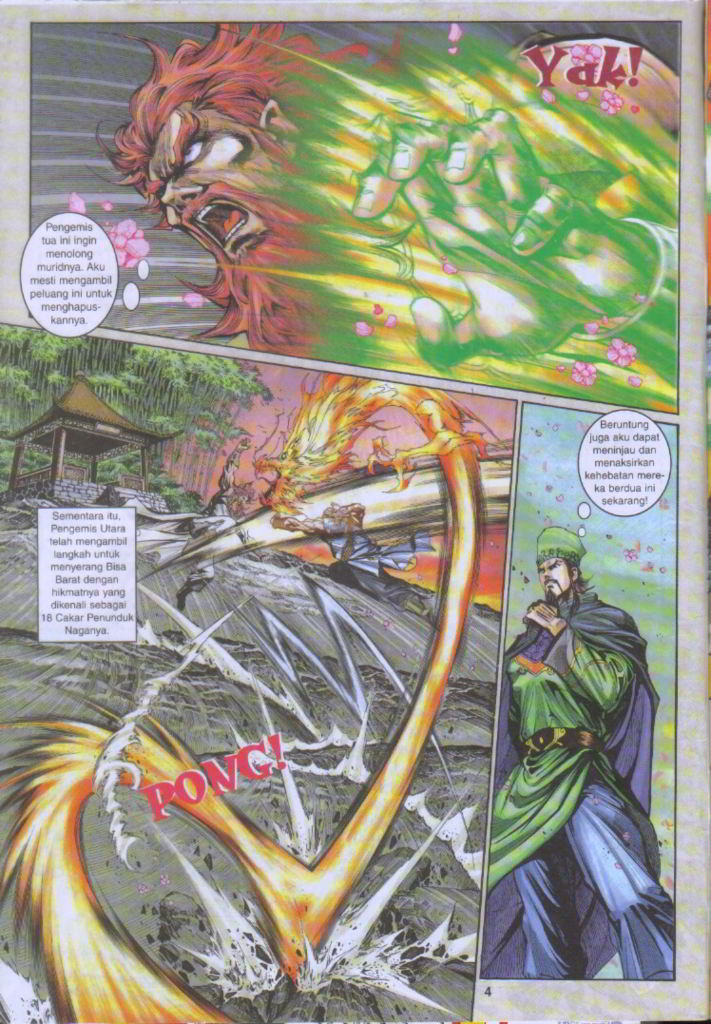 Yak!
Pengemis
tua ini ingin
menolong
muridnya. Aku
mesti mengambil
peluang ini untuk
menghapus-
kannya.
Beruntung
juga aku dapat
meninjau dan
menaksirkan
kehebatan mere-
ka berdua ini
sekarang!
Sementara itu,
Pengemis Utara
telah mengambil
langkah untuk
menyerang Bisa
Barat dengan
hikmatnya yang
dikenali sebagai
18 Cakar Penunduk
Naganya.
PONG!
4